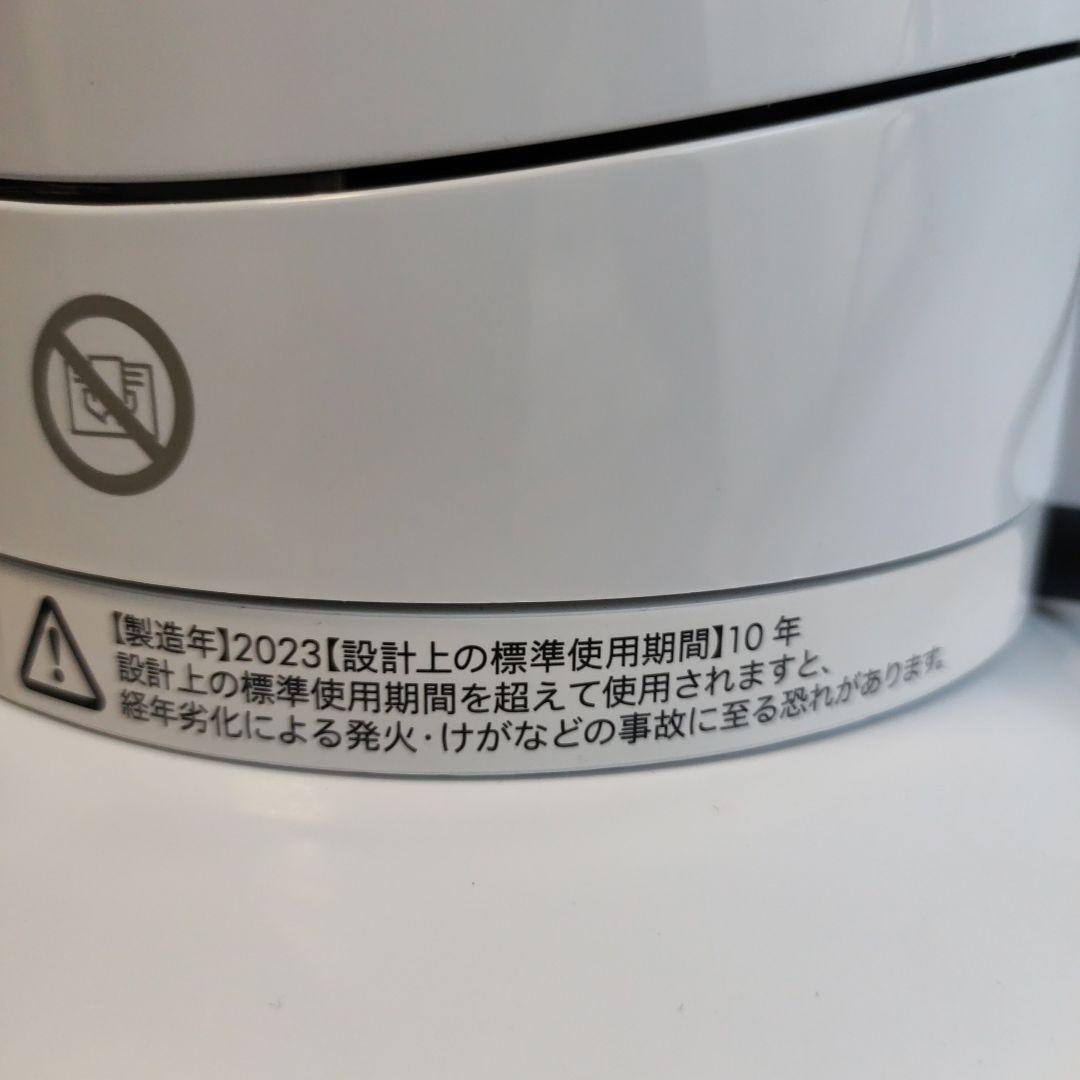 【製造年】2023【設計上の標準使用期間】10 年
設計上の標準使用期間を超えて使用されますと、
経年劣化による発火・けがなどの事故に至る恐れがあります。